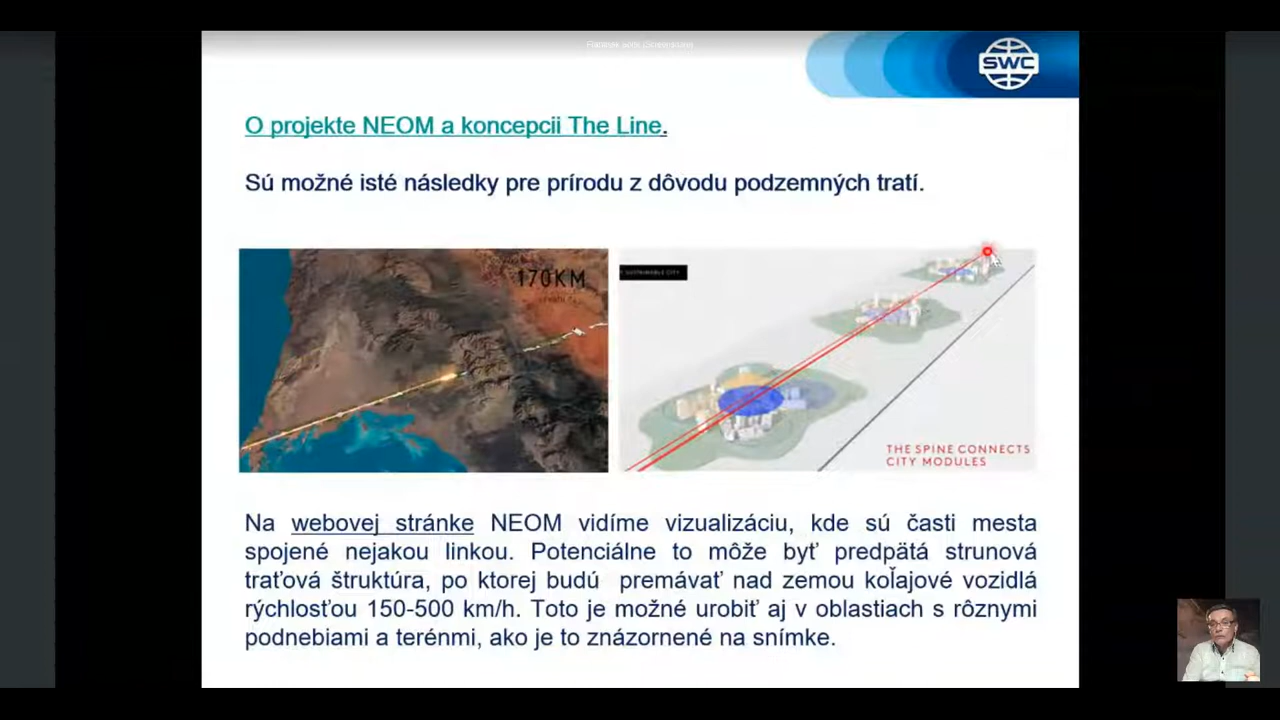 SWC
O projekte NEOM a koncepcii The Line.
Sú možné isté následky pre prírodu z dôvodu podzemných tratí.
170KM
SUSTAINABLE CITY
THE SPINE CONNECTS
CITY MODULES
Na webovej stránke NEOM vidíme vizualizáciu, kde sú časti mesta
spojené nejakou linkou. Potenciálne to môže byť predpätá strunová
traťová štruktúra, po ktorej budú premávať nad zemou koľajové vozidlá
rýchlosťou 150-500 km/h. Toto je možné urobiť aj v oblastiach s rôznymi
podnebiami a terénmi, ako je to znázornené na snímke.